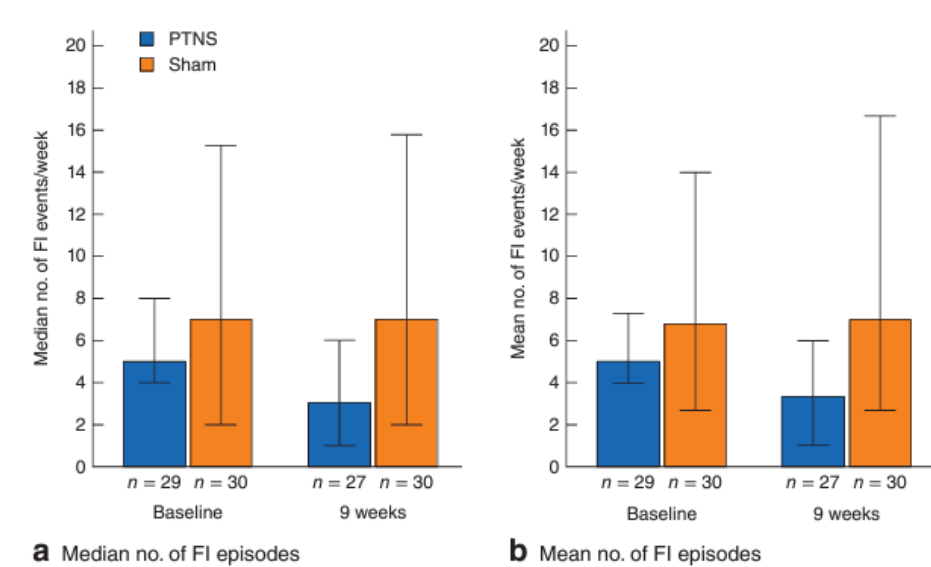 PTNS
Sham
Median no. of FI events/week
20
18
16
14
12
10
8
6
4
2
0
n = 29 n = 30 n = 27 n = 30
Baseline 9 weeks
a Median no. of FI episodes
Mean no. of FI events/week
20
18
16
14
12
10
8
6
4
2
0
n = 29 n = 30 n = 27 n = 30
Baseline 9 weeks
b Mean no. of FI episodes